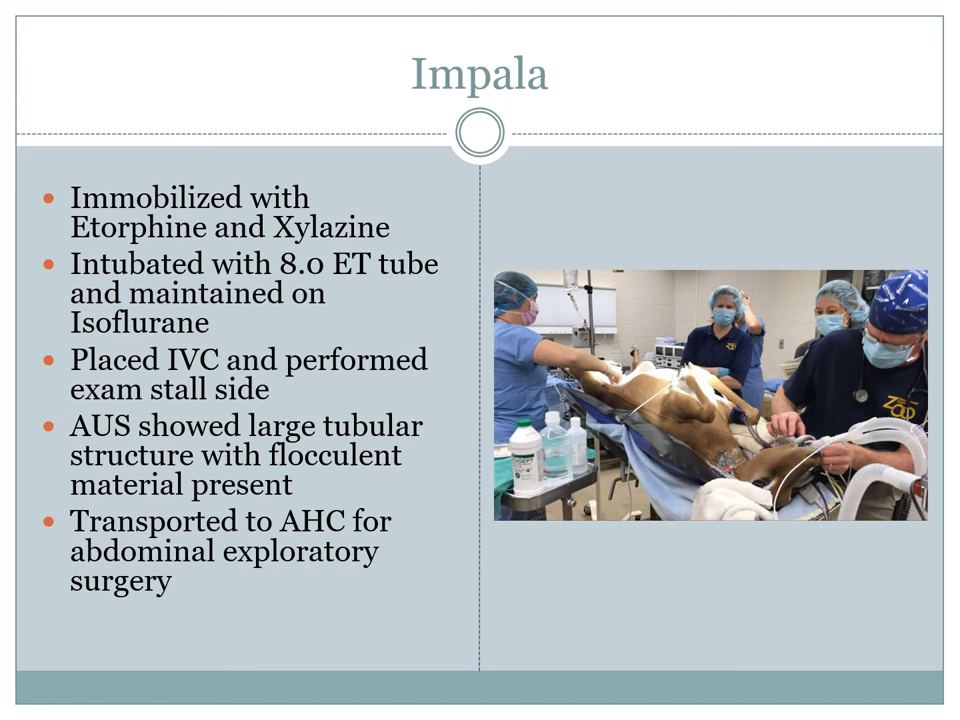 Impala
Immobilized with
Etorphine and Xylazine
Intubated with 8.0 ET tube
and maintained on
Isoflurane
Placed IVC and performed
exam stall side
AUS showed large tubular
structure with flocculent
material present
Transported to AHC for
abdominal exploratory
surgery
ZOO